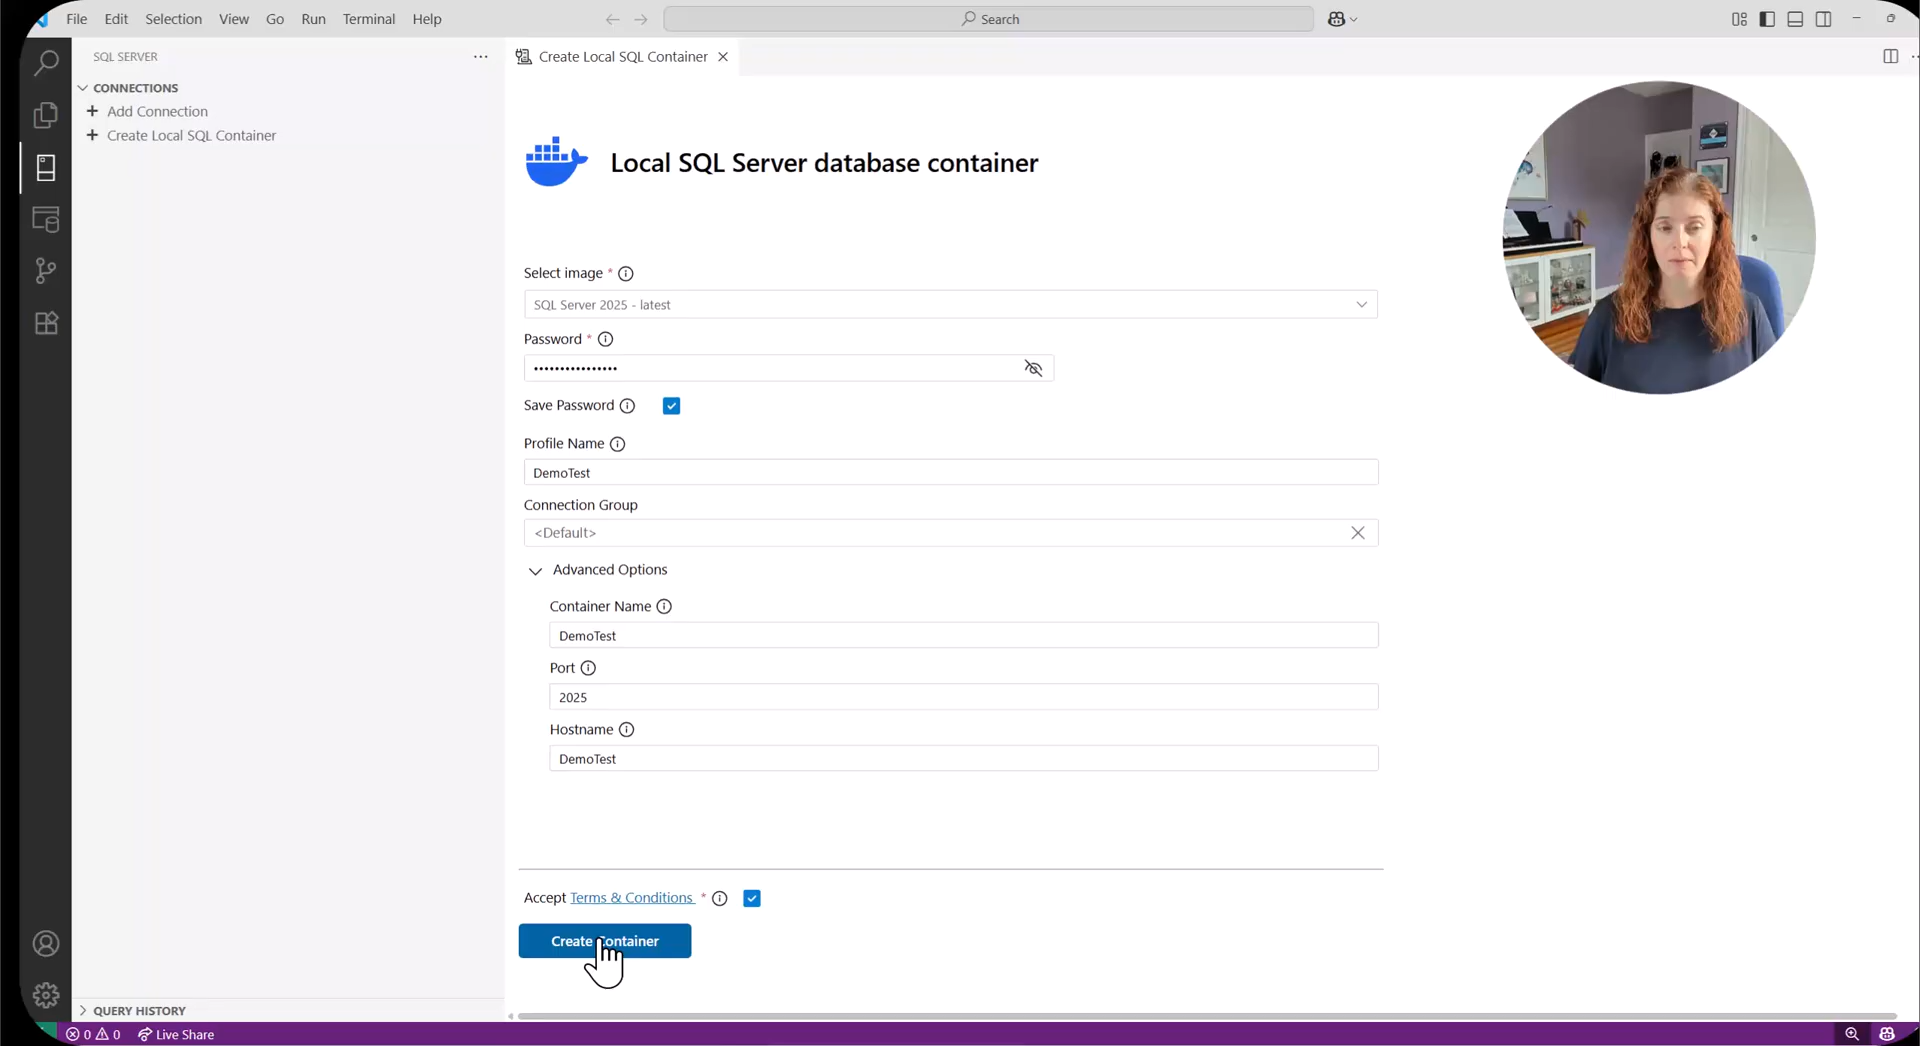 File Edit Selection View Go Run Terminal Help
Search
SQL SERVER
CONNECTIONS
Add Connection
Create Local SQL Container
Create Local SQL Container
Local SQL Server database container
Select image *
SQL Server 2025 - latest
Password *
••••••••••••••••
Save Password
Profile Name
DemoTest
Connection Group
<Default>
Advanced Options
Container Name
DemoTest
Port
2025
Hostname
DemoTest
Accept Terms & Conditions *
Create Container
QUERY HISTORY
0 0 Live Share